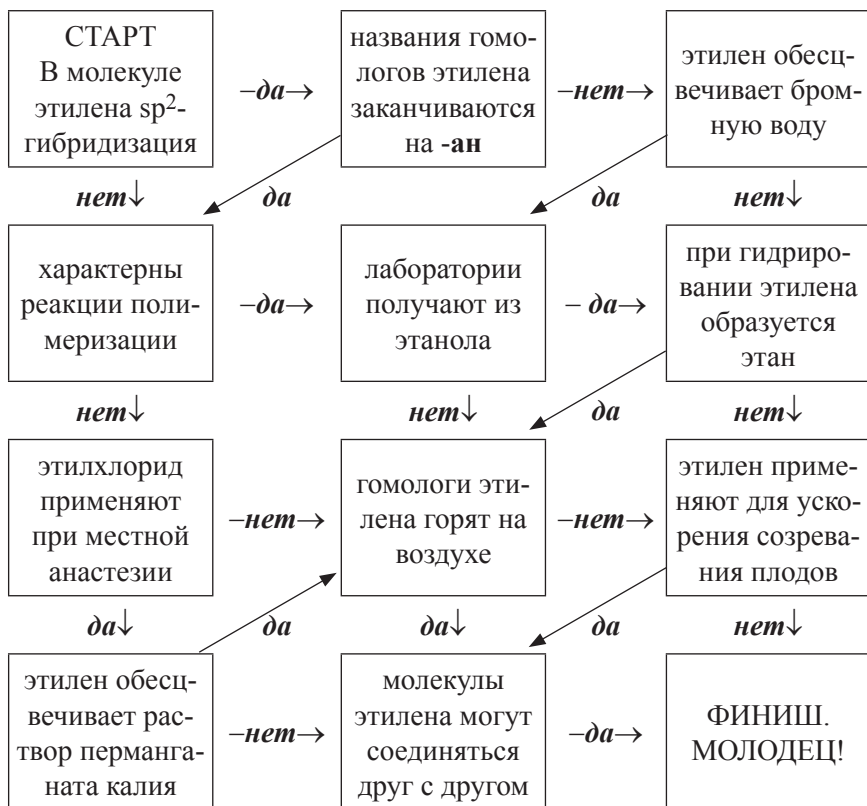 СТАРТ
В молекуле
этилена sp²-
гибридизация
–да→
названия гомо-
логов этилена
заканчиваются
на -ан
–нет→
этилен обесц-
вечивает бром-
ную воду
нет↓
да
да
нет↓
характерны
реакции поли-
меризации
–да→
лаборатории
получают из
этанола
– да→
при гидриро-
вании этилена
образуется
этан
нет↓
нет↓
да
нет↓
этилхлорид
применяют
при местной
анастезии
–нет→
гомологи эти-
лена горят на
воздухе
–нет→
этилен приме-
няют для уско-
рения созрева-
ния плодов
да↓
да
да↓
да
нет↓
этилен обесц-
вечивает рас-
твор перманга-
ната калия
–нет→
молекулы
этилена могут
соединяться
друг с другом
–да→
ФИНИШ.
МОЛОДЕЦ!